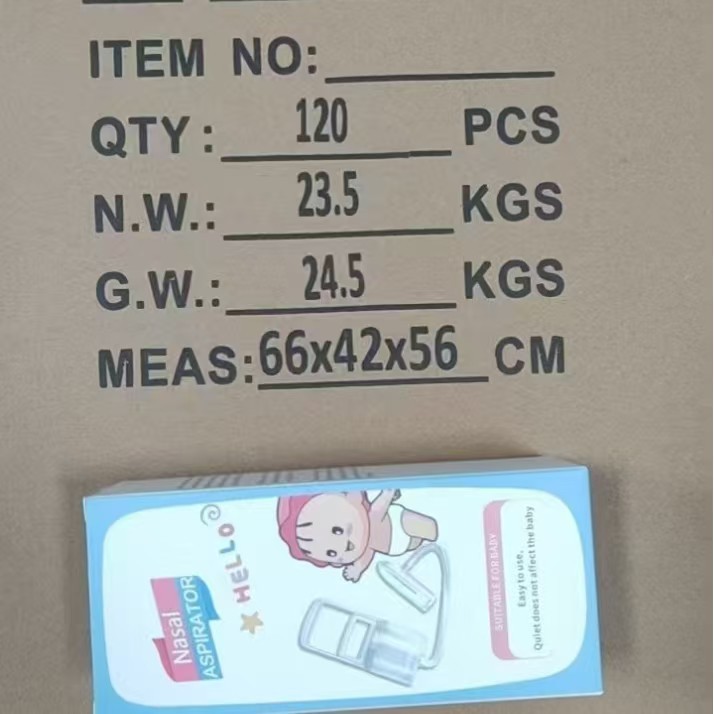 ITEM NO:
QTY: 120 PCS
N.W.: 23.5 KGS
G.W.: 24.5 KGS
MEAS: 66x42x56 CM
Nasal
ASPIRATOR
HELLO
SUITABLE FOR BABY
Easy to use.
Quiet does not affect the baby